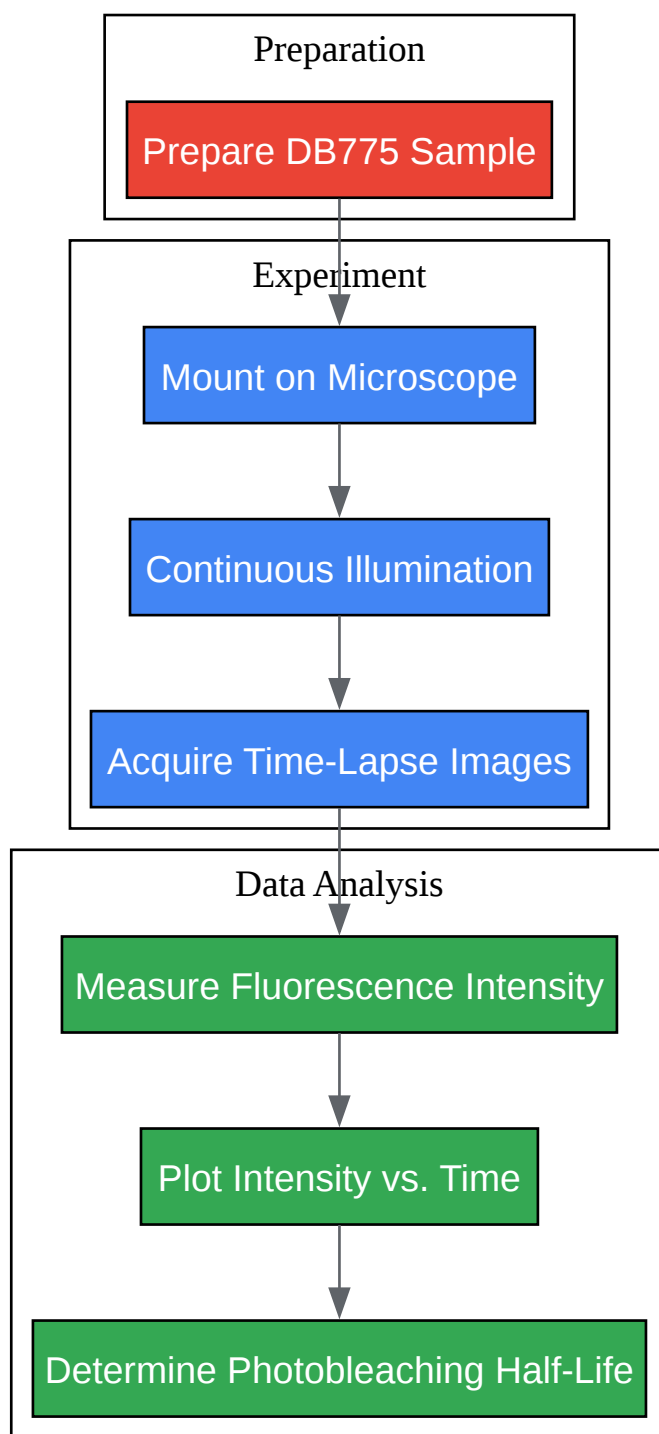 Preparation
Prepare DB775 Sample
Experiment
Mount on Microscope
Continuous Illumination
Acquire Time-Lapse Images
Data Analysis
Measure Fluorescence Intensity
Plot Intensity vs. Time
Determine Photobleaching Half-Life